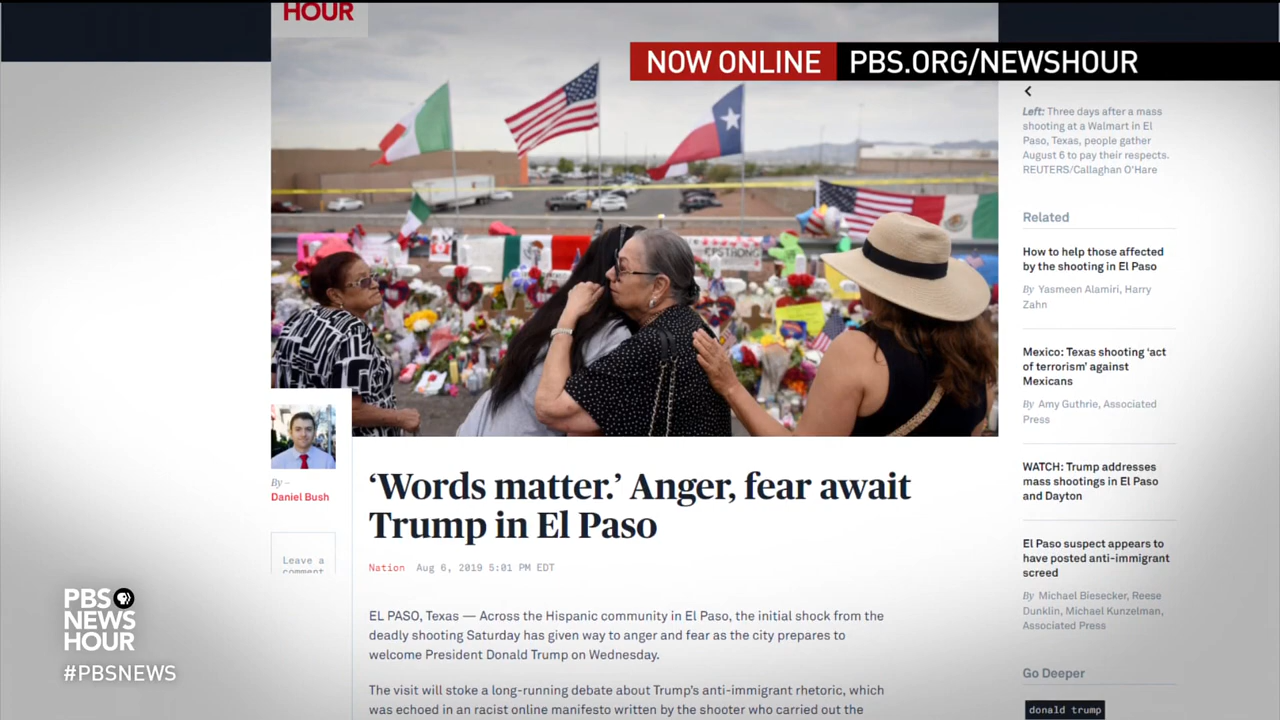 HOUR
NOW ONLINE PBS.ORG/NEWSHOUR
Left: Three days after a mass
shooting at a Walmart in El
Paso, Texas, people gather
August 6 to pay their respects.
REUTERS/Callaghan O'Hare
Related
How to help those affected
by the shooting in El Paso
By Yasmeen Alamiri, Harry
Zahn
Mexico: Texas shooting ‘act
of terrorism’ against
Mexicans
By Amy Guthrie, Associated
Press
WATCH: Trump addresses
mass shootings in El Paso
and Dayton
El Paso suspect appears to
have posted anti-immigrant
screed
By Michael Biesecker, Reese
Dunklin, Michael Kunzelman,
Associated Press
Go Deeper
donald trump
EPSTRONG
By –
Daniel Bush
Leave a
comment
‘Words matter.’ Anger, fear await
Trump in El Paso
Nation Aug 6, 2019 5:01 PM EDT
EL PASO, Texas — Across the Hispanic community in El Paso, the initial shock from the
deadly shooting Saturday has given way to anger and fear as the city prepares to
welcome President Donald Trump on Wednesday.
The visit will stoke a long-running debate about Trump's anti-immigrant rhetoric, which
was echoed in an racist online manifesto written by the shooter who carried out the
PBS
NEWS
HOUR
#PBSNEWS